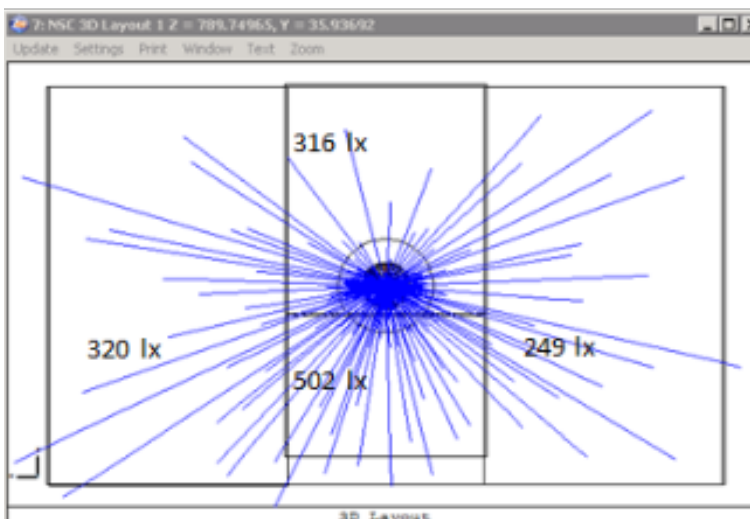 7: NSC 3D Layout 1 Z = 789.74965, Y = 35.93692
Update Settings Print Window Text Zoom
316 lx
320 lx
249 lx
502 lx
3D Layout